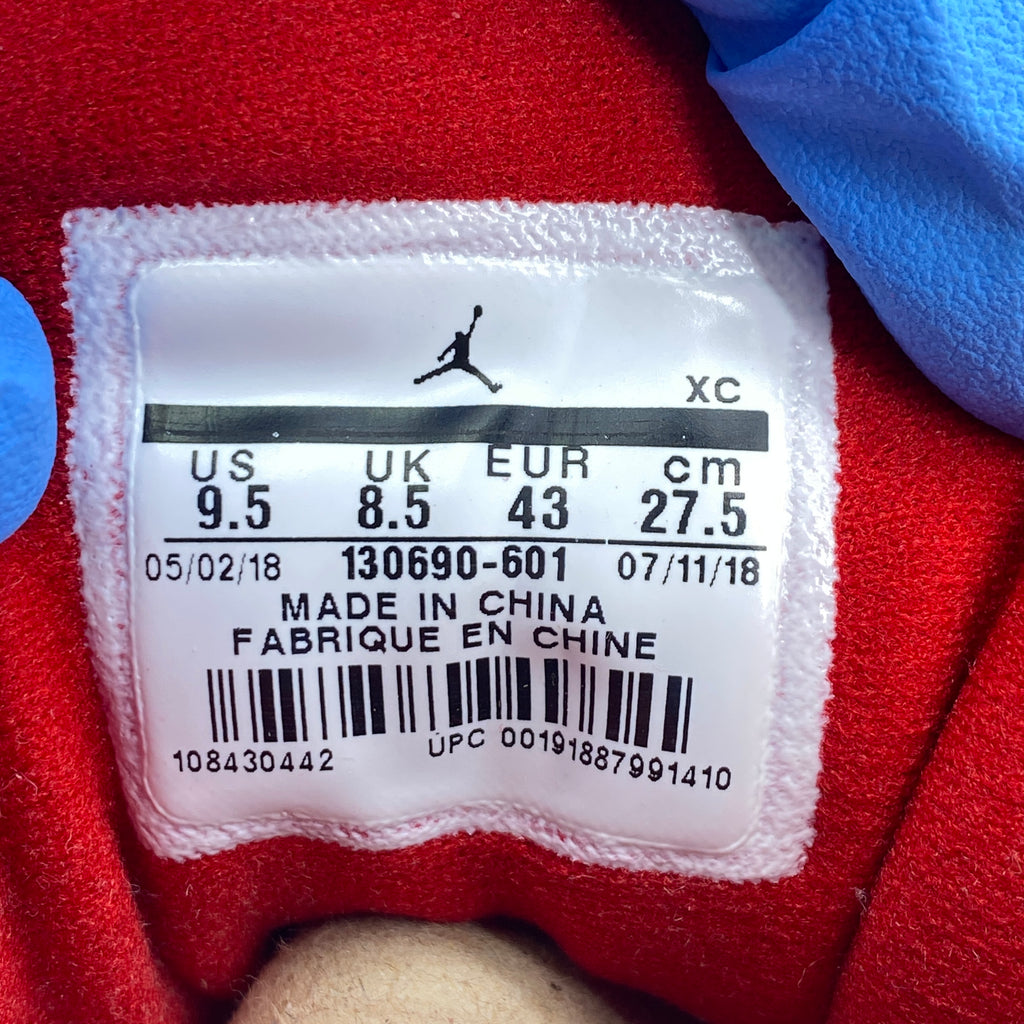 XC
US UK EUR cm
9.5 8.5 43 27.5
05/02/18 130690-601 07/11/18
MADE IN CHINA
FABRIQUE EN CHINE
108430442 UPC 00191887991410